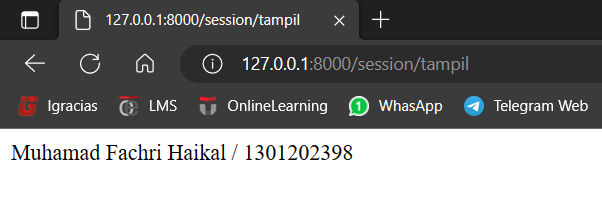 127.0.0.1:8000/session/tampil
127.0.0.1:8000/session/tampil
Igracias LMS OnlineLearning WhasApp Telegram Web
Muhamad Fachri Haikal / 1301202398